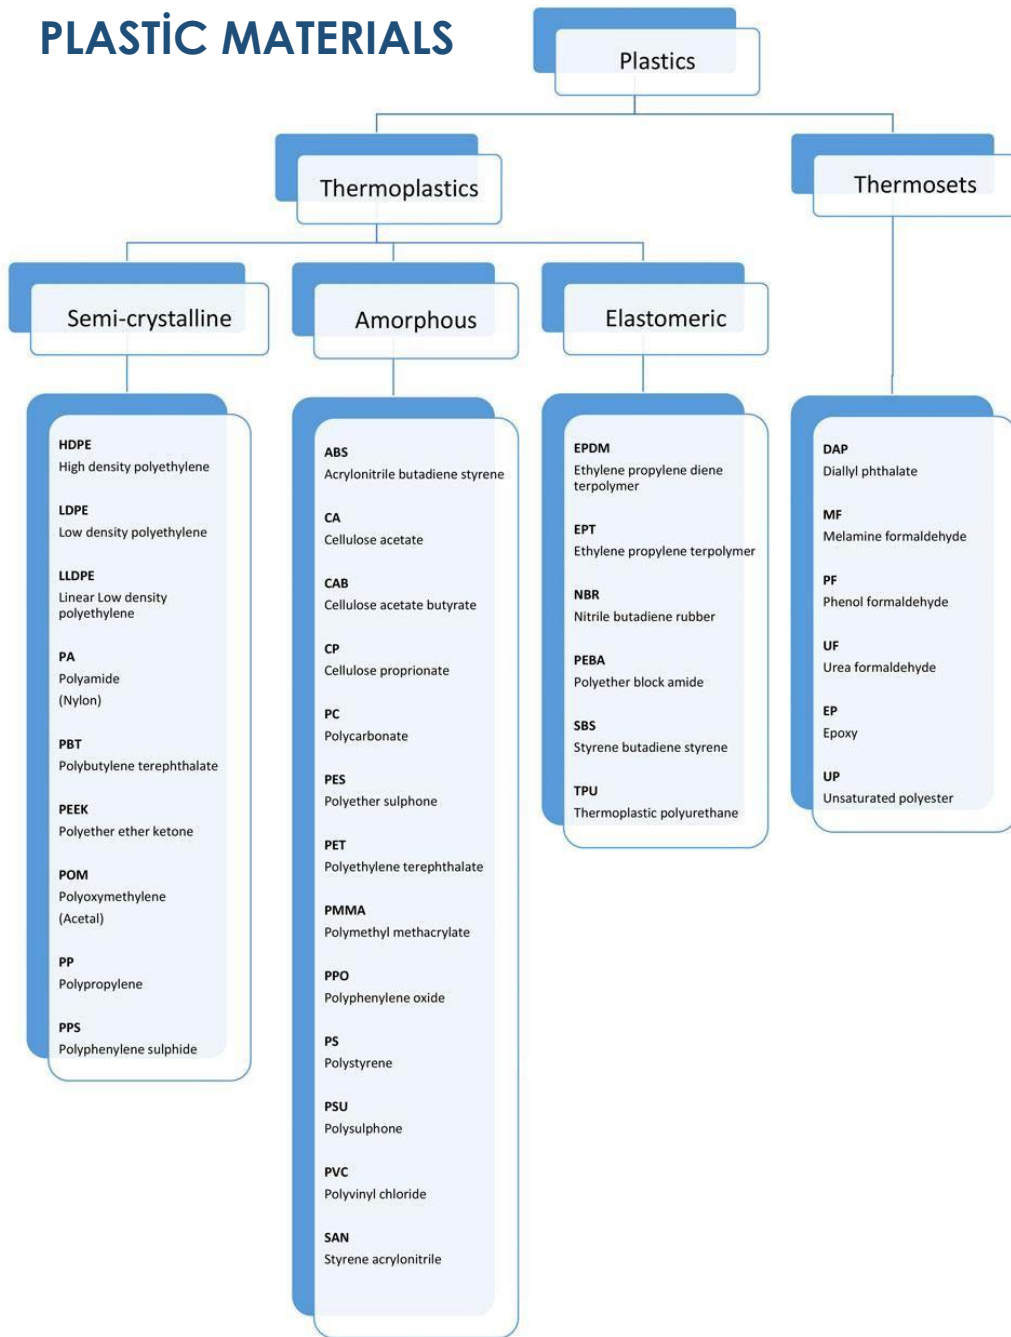 PLASTİC MATERIALS
Plastics
Thermoplastics
Thermosets
Semi-crystalline
Amorphous
Elastomeric
HDPE
High density polyethylene
LDPE
Low density polyethylene
LLDPE
Linear Low density
polyethylene
PA
Polyamide
(Nylon)
PBT
Polybutylene terephthalate
PEEK
Polyether ether ketone
POM
Polyoxymethylene
(Acetal)
PP
Polypropylene
PPS
Polyphenylene sulphide
ABS
Acrylonitrile butadiene styrene
CA
Cellulose acetate
CAB
Cellulose acetate butyrate
CP
Cellulose proprionate
PC
Polycarbonate
PES
Polyether sulphone
PET
Polyethylene terephthalate
PMMA
Polymethyl methacrylate
PPO
Polyphenylene oxide
PS
Polystyrene
PSU
Polysulphone
PVC
Polyvinyl chloride
SAN
Styrene acrylonitrile
EPDM
Ethylene propylene diene
terpolymer
EPT
Ethylene propylene terpolymer
NBR
Nitrile butadiene rubber
PEBA
Polyether block amide
SBS
Styrene butadiene styrene
TPU
Thermoplastic polyurethane
DAP
Diallyl phthalate
MF
Melamine formaldehyde
PF
Phenol formaldehyde
UF
Urea formaldehyde
EP
Epoxy
UP
Unsaturated polyester